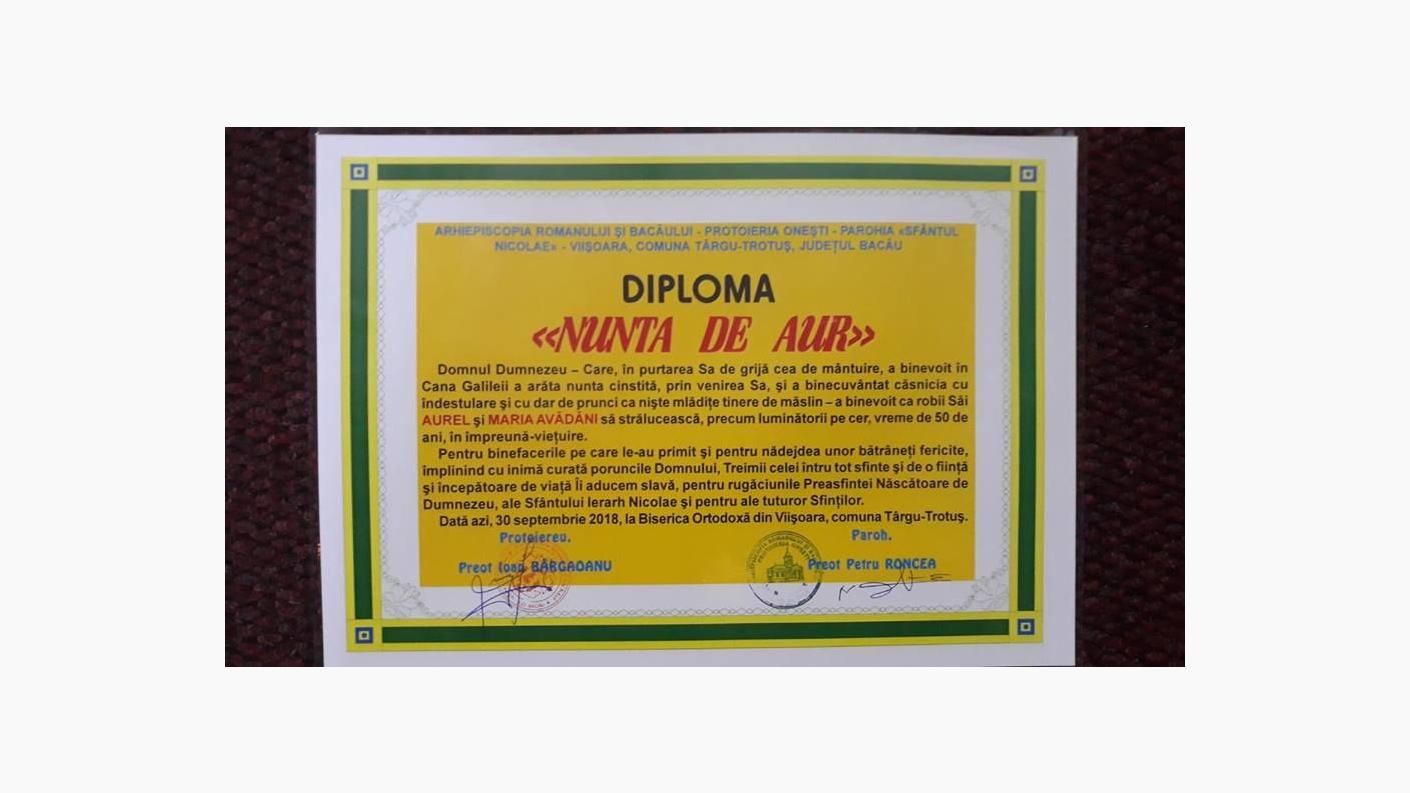 ARHIEPISCOPIA ROMANULUI ŞI BACĂULUI - PROTOIERIA ONEŞTI - PAROHIA «SFÂNTUL
NICOLAE» - VIIŞOARA, COMUNA TÂRGU-TROTUŞ, JUDEŢUL BACĂU
DIPLOMA
«NUNTA DE AUR»
Domnul Dumnezeu – Care, în purtarea Sa de grijă cea de mântuire, a binevoit în
Cana Galileii a arăta nunta cinstită, prin venirea Sa, şi a binecuvântat căsnicia cu
îndestulare şi cu dar de prunci ca nişte mlădiţe tinere de măslin – a binevoit ca robii Săi
AUREL şi MARIA AVĂDĂNI să strălucească, precum luminătorii pe cer, vreme de 50 de
ani, în împreună-vieţuire.
Pentru binefacerile pe care le-au primit şi pentru nădejdea unor bătrâneţi fericite,
împlinind cu inimă curată poruncile Domnului, Treimii celei întru tot sfinte şi de o fiinţă
şi începătoare de viaţă Îi aducem slavă, pentru rugăciunile Preasfintei Născătoare de
Dumnezeu, ale Sfântului Ierarh Nicolae şi pentru ale tuturor Sfinţilor.
Dată azi, 30 septembrie 2018, la Biserica Ortodoxă din Viişoara, comuna Târgu-Trotuş.
Protoiereu. Paroh.
Preot Ioan BÂRGAOANU Preot Petru RONCEA